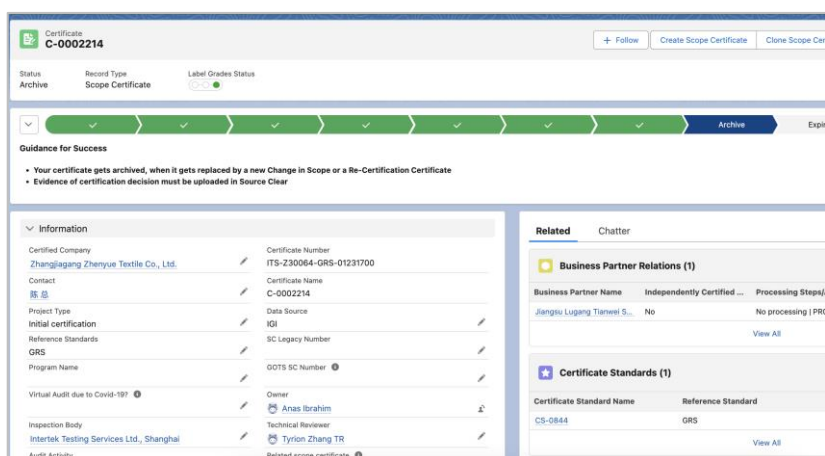 Certificate
C-0002214
+ Follow
Create Scope Certificate
Clone Scope Cer
Status
Record Type
Label Grades Status
Archive
Scope Certificate
Archive
Expir
Guidance for Success
• Your certificate gets archived, when it gets replaced by a new Change in Scope or a Re-Certification Certificate
• Evidence of certification decision must be uploaded in Source Clear
Information
Certified Company
Zhangjiagang Zhenyue Textile Co., Ltd.
Certificate Number
ITS-Z30064-GRS-01231700
Contact
陈 总
Certificate Name
C-0002214
Project Type
Initial certification
Data Source
IGI
Reference Standards
GRS
SC Legacy Number
Program Name
GOTS SC Number
Virtual Audit due to Covid-19?
Owner
Anas Ibrahim
Inspection Body
Intertek Testing Services Ltd., Shanghai
Technical Reviewer
Tyrion Zhang TR
Audit Activity
Related scope certificate
Related
Chatter
Business Partner Relations (1)
Business Partner Name
Independently Certified ...
Processing Steps/
Jiangsu Lugang Tianwei S...
No
No processing | PR
View All
Certificate Standards (1)
Certificate Standard Name
Reference Standard
CS-0844
GRS
View All